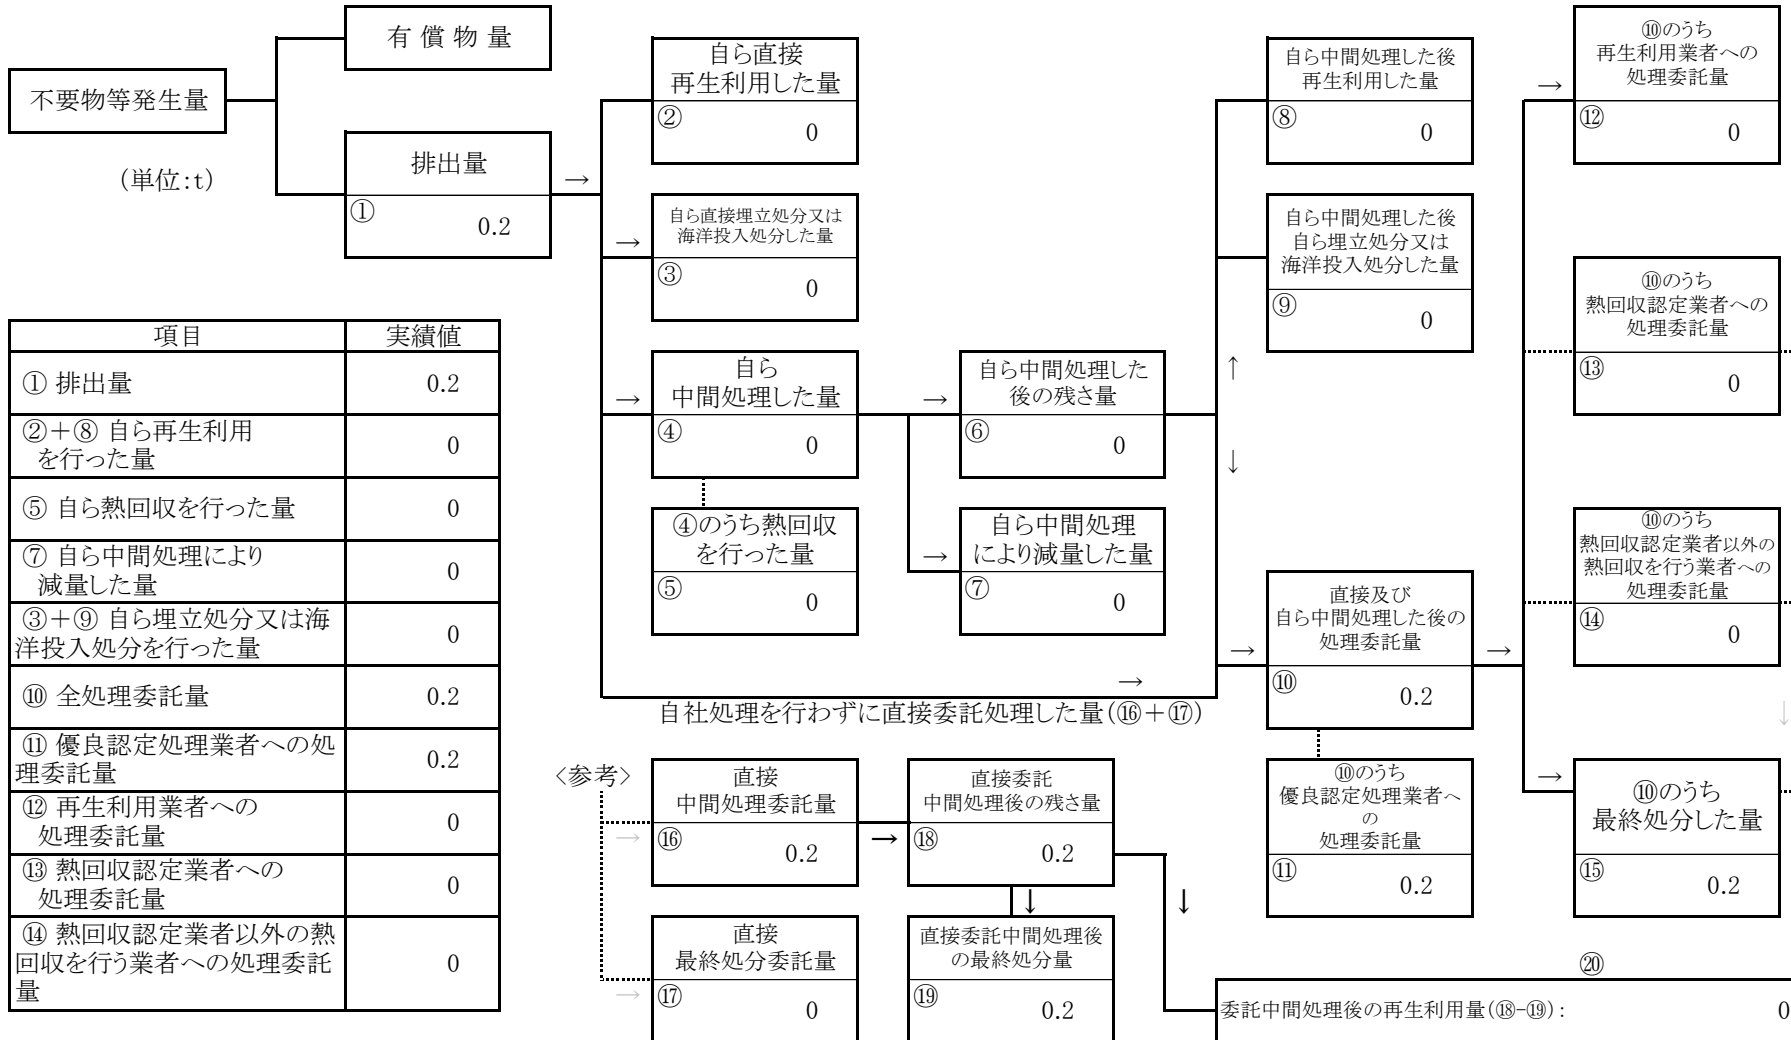 不要物等発生量
有 償 物 量
排出量
①
0.2
(単位:t)
→
自ら直接
再生利用した量
②
0
→
自ら直接埋立処分又は
海洋投入処分した量
③
0
→
自ら
中間処理した量
④
0
④のうち熱回収
を行った量
⑤
0
→
自ら中間処理した
後の残さ量
⑥
0
→
自ら中間処理
により減量した量
⑦
0
↑
↓
自ら中間処理した後
再生利用した量
⑧
0
自ら中間処理した後
自ら埋立処分又は
海洋投入処分した量
⑨
0
→
自社処理を行わずに直接委託処理した量(⑯+⑰)
→
直接及び
自ら中間処理した後の
処理委託量
⑩
0.2
⑩のうち
優良認定処理業者へ
の
処理委託量
⑪
0.2
→
→
⑩のうち
再生利用業者への
処理委託量
⑫
0
⑩のうち
熱回収認定業者への
処理委託量
⑬
0
⑩のうち
熱回収認定業者以外の
熱回収を行う業者への
処理委託量
⑭
0
↓
→
⑩のうち
最終処分した量
⑮
0.2
項目 実績値
① 排出量 0.2
②+⑧ 自ら再生利用
を行った量 0
⑤ 自ら熱回収を行った量 0
⑦ 自ら中間処理により
減量した量 0
③+⑨ 自ら埋立処分又は海
洋投入処分を行った量 0
⑩ 全処理委託量 0.2
⑪ 優良認定処理業者への処
理委託量 0.2
⑫ 再生利用業者への
処理委託量 0
⑬ 熱回収認定業者への
処理委託量 0
⑭ 熱回収認定業者以外の熱
回収を行う業者への処理委託
量 0
<参考>
→
直接
中間処理委託量
⑯
0.2
→
直接委託
中間処理後の残さ量
⑱
0.2
↓
↓
→
直接
最終処分委託量
⑰
0
直接委託中間処理後
の最終処分量
⑲
0.2
⑳
委託中間処理後の再生利用量(⑱-⑲): 0